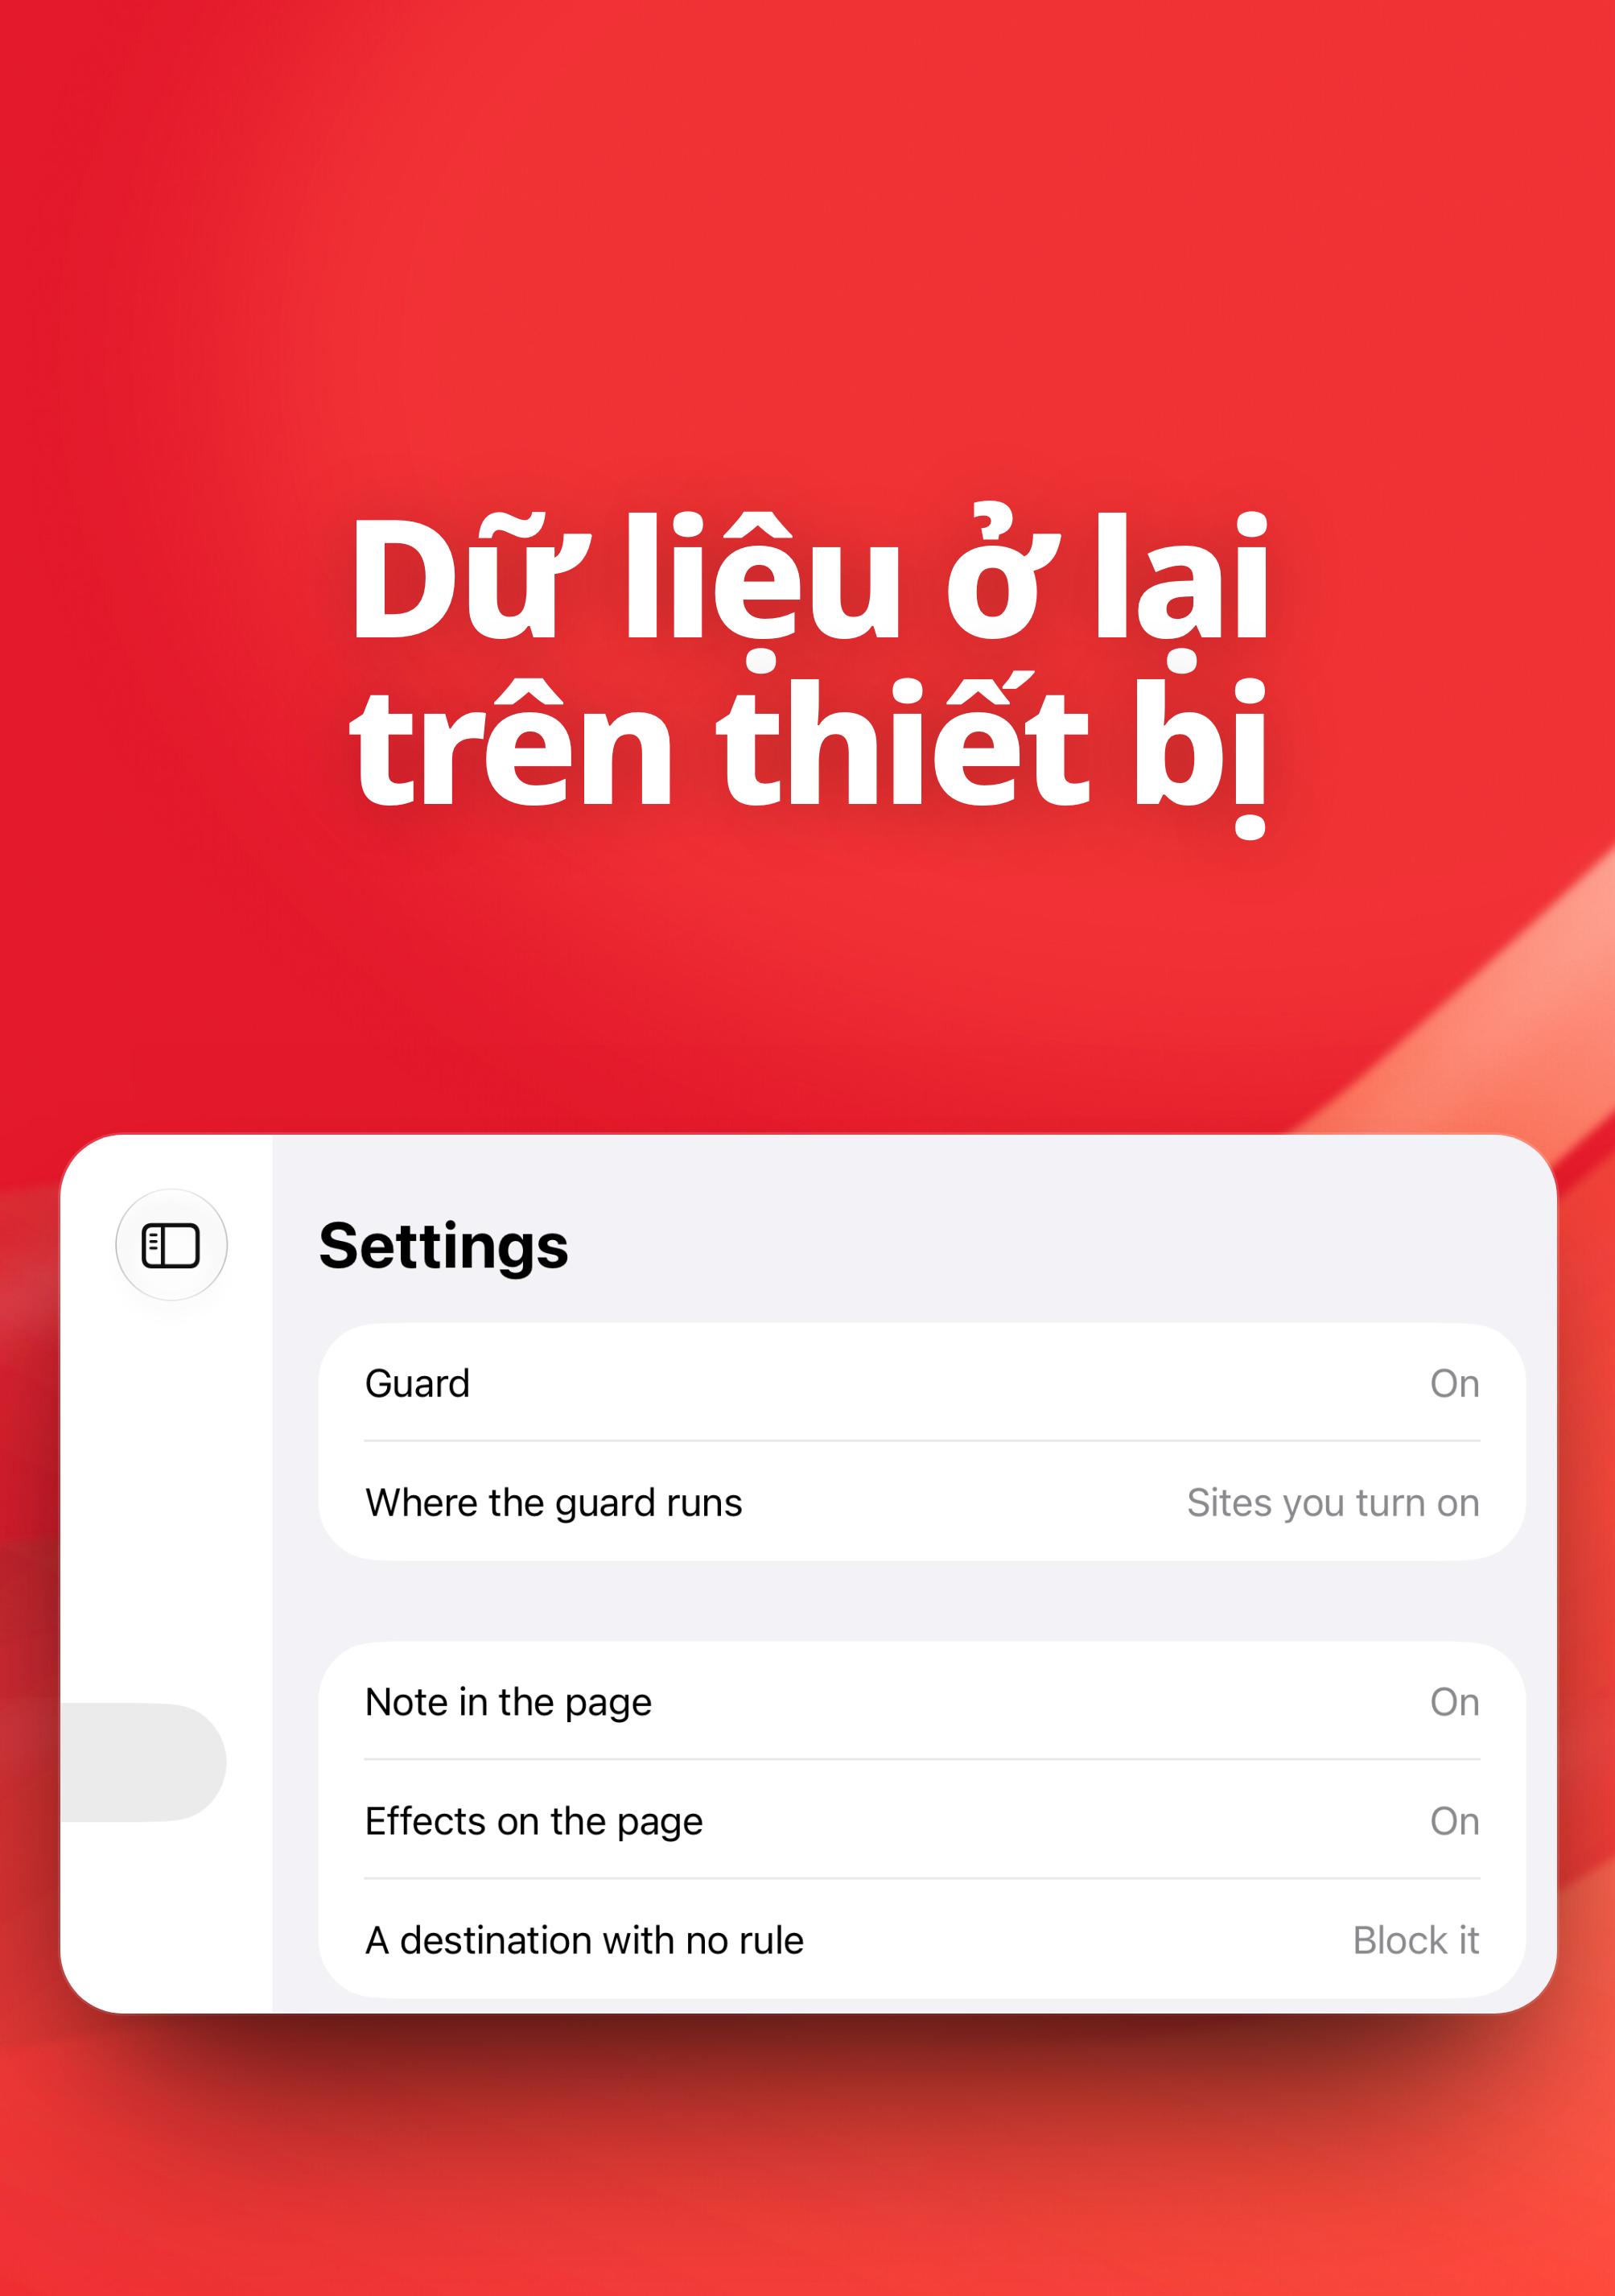 Dữ liệu ở lại
trên thiết bị
Settings
Guard On
Where the guard runs Sites you turn on
Note in the page On
Effects on the page On
A destination with no rule Block it